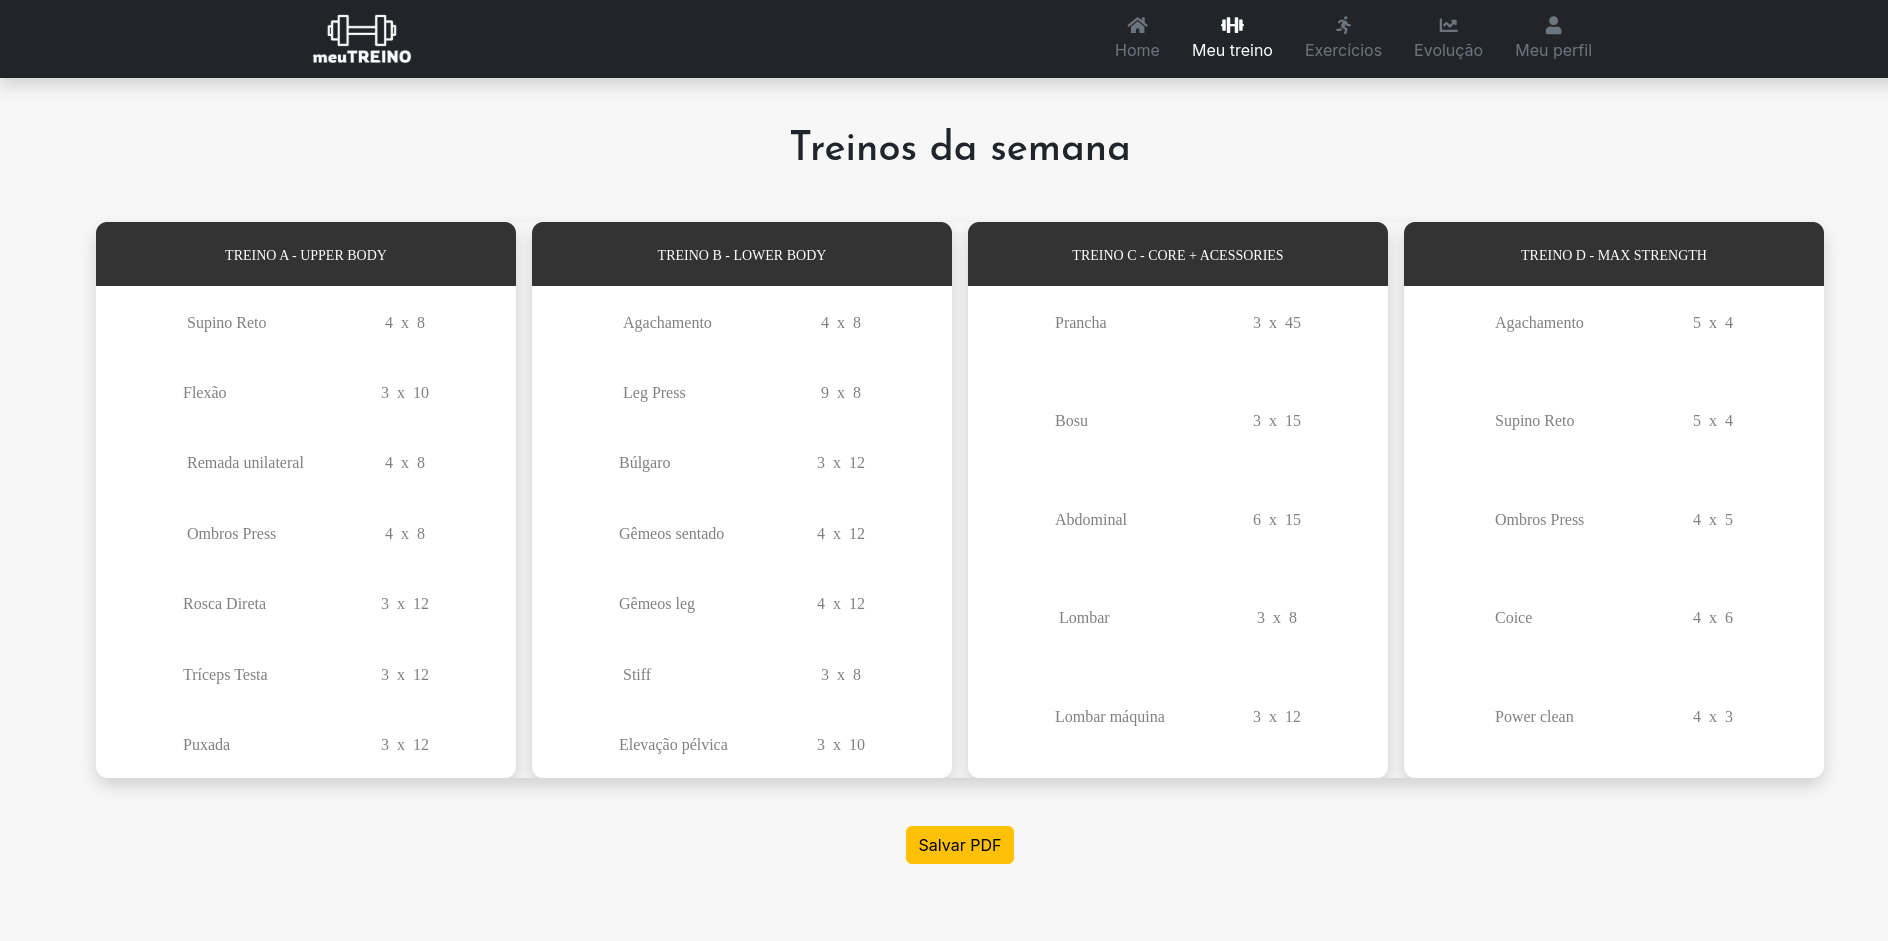 meuTREINO
Home Meu treino Exercícios Evolução Meu perfil
Treinos da semana
TREINO A - UPPER BODY
Supino Reto 4 x 8
Flexão 3 x 10
Remada unilateral 4 x 8
Ombros Press 4 x 8
Rosca Direta 3 x 12
Tríceps Testa 3 x 12
Puxada 3 x 12
TREINO B - LOWER BODY
Agachamento 4 x 8
Leg Press 9 x 8
Búlgaro 3 x 12
Gêmeos sentado 4 x 12
Gêmeos leg 4 x 12
Stiff 3 x 8
Elevação pélvica 3 x 10
TREINO C - CORE + ACESSORIES
Prancha 3 x 45
Bosu 3 x 15
Abdominal 6 x 15
Lombar 3 x 8
Lombar máquina 3 x 12
TREINO D - MAX STRENGTH
Agachamento 5 x 4
Supino Reto 5 x 4
Ombros Press 4 x 5
Coice 4 x 6
Power clean 4 x 3
Salvar PDF